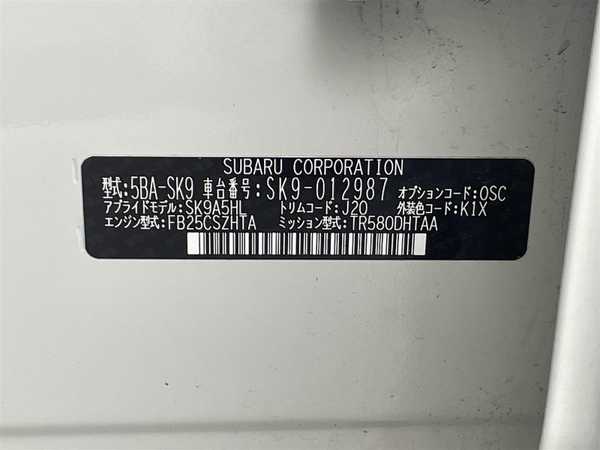 SUBARU CORPORATION
型式:5BA-SK9 車台番号:SK9-012987 オプションコード:OSC
アプライドモデル:SK9A5HL トリムコード:J20 外装色コード:K1X
エンジン型式:FB25CSZHTA ミッション型式:TR580DHTAA